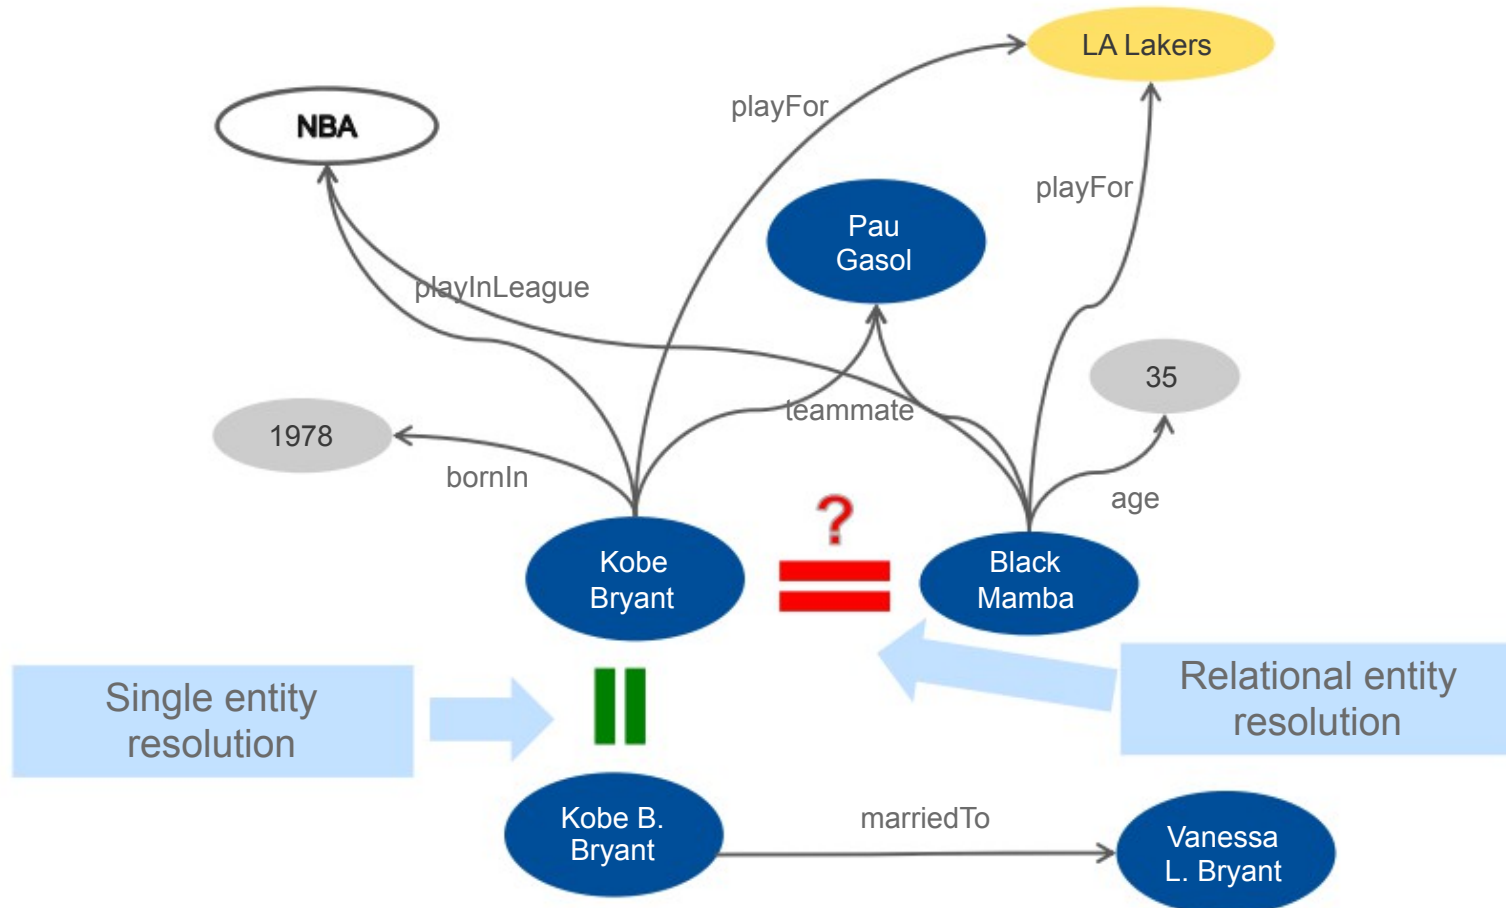 LA Lakers
NBA
playFor
playFor
Pau
Gasol
playInLeague
35
teammate
1978
bornIn
age
?
Kobe
Bryant
Black
Mamba
Single entity
resolution
Relational entity
resolution
Kobe B.
Bryant
marriedTo
Vanessa
L. Bryant